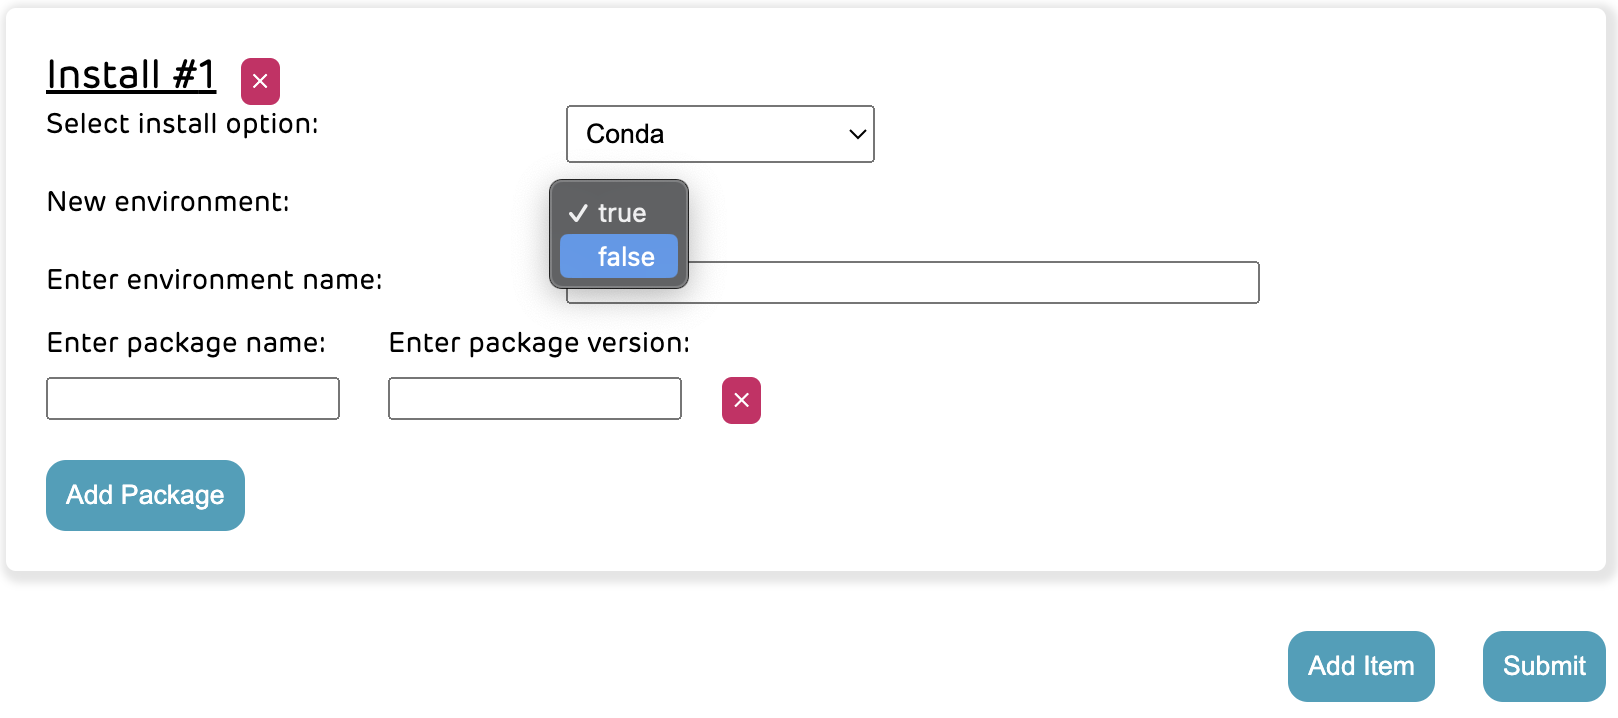 Install #1
Select install option:
Conda
New environment:
true
false
Enter environment name:
Enter package name: Enter package version:
Add Package
Add Item Submit